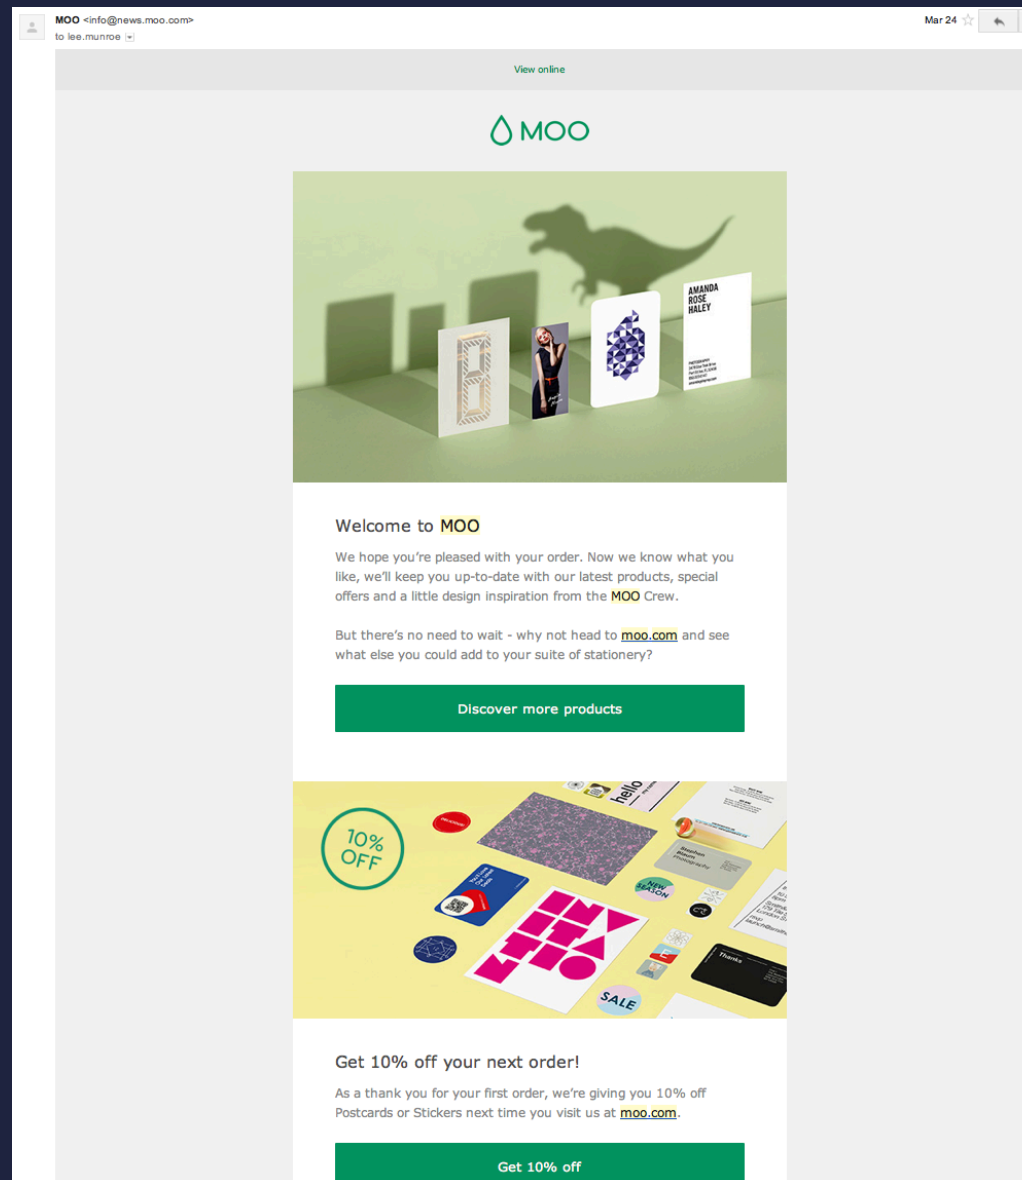 MOO <info@news.moo.com>
to lee.munroe
Mar 24
View online
MOO
AMANDA
ROSE
HALEY
Welcome to MOO
We hope you're pleased with your order. Now we know what you
like, we'll keep you up-to-date with our latest products, special
offers and a little design inspiration from the MOO Crew.
But there's no need to wait - why not head to moo.com and see
what else you could add to your suite of stationery?
Discover more products
10%
OFF
hello
Stephen
Photography
NEW
SEASON
INV
ITA
TIO
Thanks
SALE
Get 10% off your next order!
As a thank you for your first order, we're giving you 10% off
Postcards or Stickers next time you visit us at moo.com.
Get 10% off